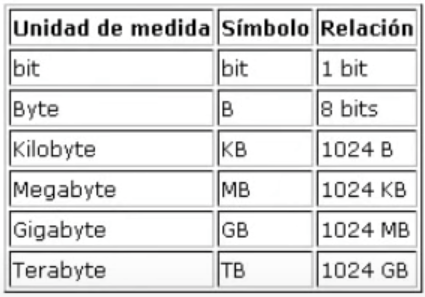 Unidad de medida Símbolo Relación
bit bit 1 bit
Byte B 8 bits
Kilobyte KB 1024 B
Megabyte MB 1024 KB
Gigabyte GB 1024 MB
Terabyte TB 1024 GB